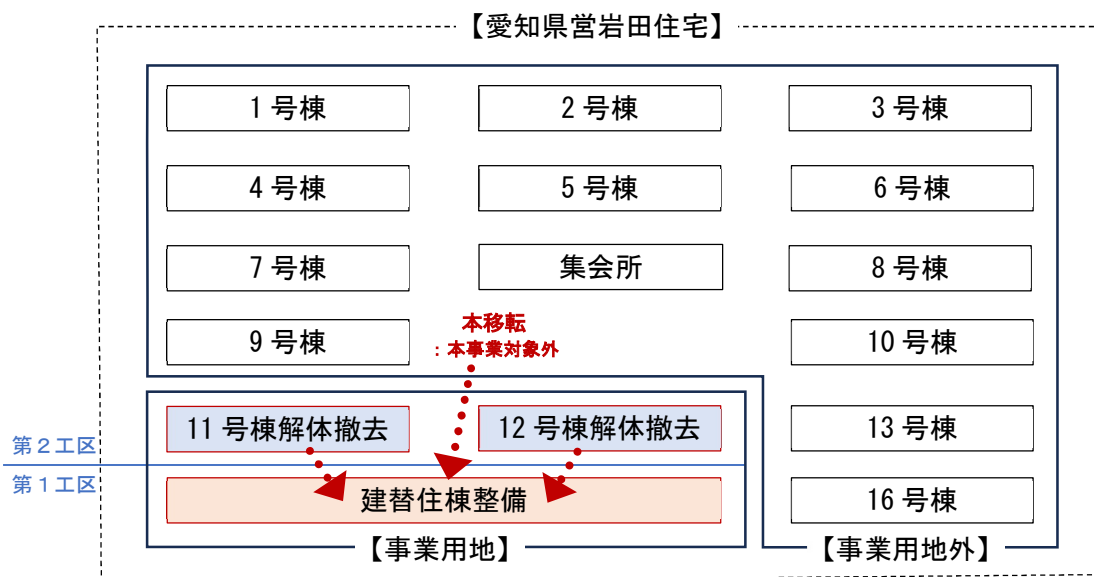 【愛知県営岩田住宅】
1号棟
2号棟
3号棟
4号棟
5号棟
6号棟
7号棟
集会所
8号棟
9号棟
本移転
：本事業対象外
10号棟
11号棟解体撤去
12号棟解体撤去
13号棟
第２工区
第１工区
建替住棟整備
16号棟
【事業用地】
【事業用地外】